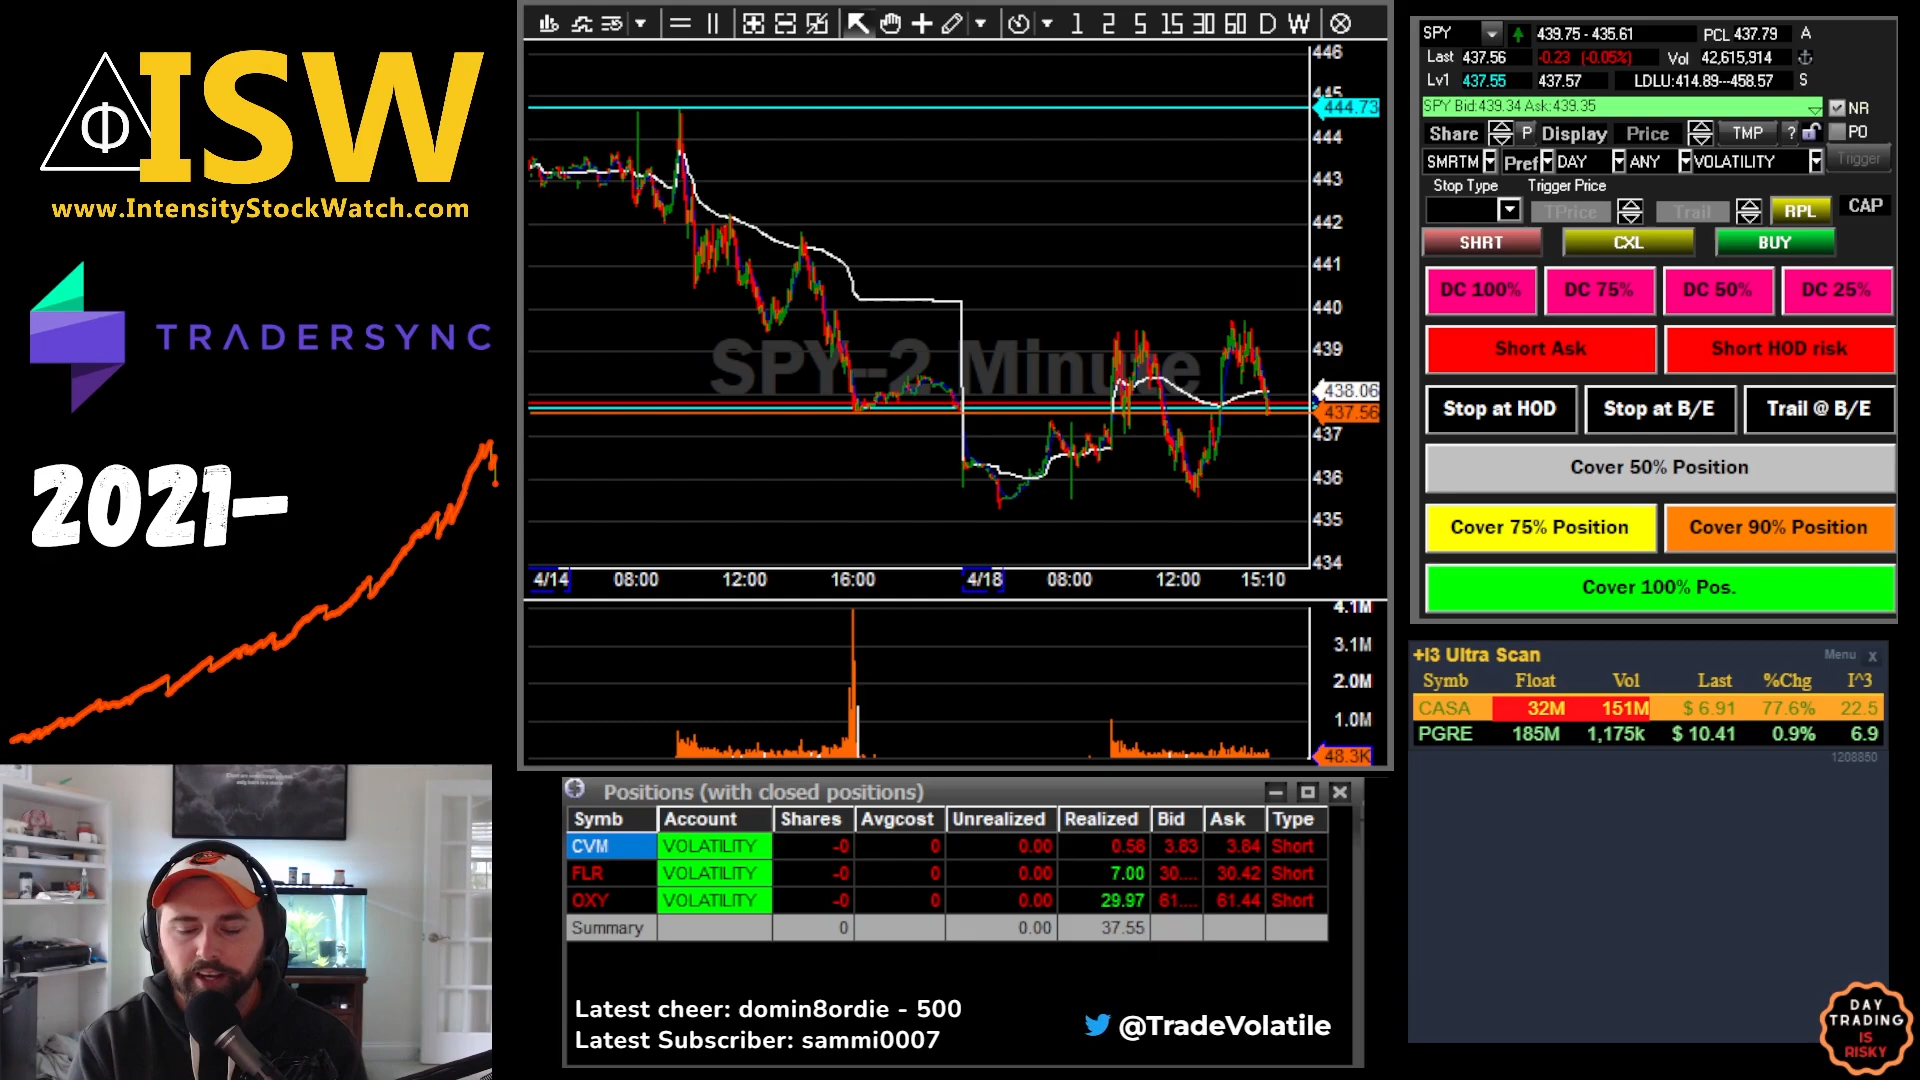 ISW
www.IntensityStockWatch.com
TRADERSYNC
2021-
1 2 5 15 30 60 D W
SPY--2 Minute
446
445
444.73
444
443
442
441
440
439
438.06
437.56
437
436
435
434
4/14 08:00 12:00 16:00 4/18 08:00 12:00 15:10
4.1M
3.1M
2.0M
1.0M
48.3K
Positions (with closed positions)
Symb Account Shares Avgcost Unrealized Realized Bid Ask Type
CVM VOLATILITY -0 0 0.00 0.58 3.83 3.84 Short
FLR VOLATILITY -0 0 0.00 7.00 30.... 30.42 Short
OXY VOLATILITY -0 0 0.00 29.97 61.... 61.44 Short
Summary 0 0.00 37.55
Latest cheer: domin8ordie - 500
Latest Subscriber: sammi0007
@TradeVolatile
SPY 439.75 - 435.61 PCL 437.79 A
Last 437.56 -0.23 (-0.05%) Vol 42,615,914
Lv1 437.55 437.57 LDLU:414.89---458.57 S
SPY Bid:439.34 Ask:439.35 NR
Share P Display Price TMP ? PO
SMRTM Pref DAY ANY VOLATILITY Trigger
Stop Type Trigger Price
TPrice Trail RPL CAP
SHRT CXL BUY
DC 100% DC 75% DC 50% DC 25%
Short Ask Short HOD risk
Stop at HOD Stop at B/E Trail @ B/E
Cover 50% Position
Cover 75% Position Cover 90% Position
Cover 100% Pos.
+I3 Ultra Scan Menu x
Symb Float Vol Last %Chg I^3
CASA 32M 151M $ 6.91 77.6% 22.5
PGRE 185M 1,175k $ 10.41 0.9% 6.9
1208850
DAY
TRADING
IS
RISKY